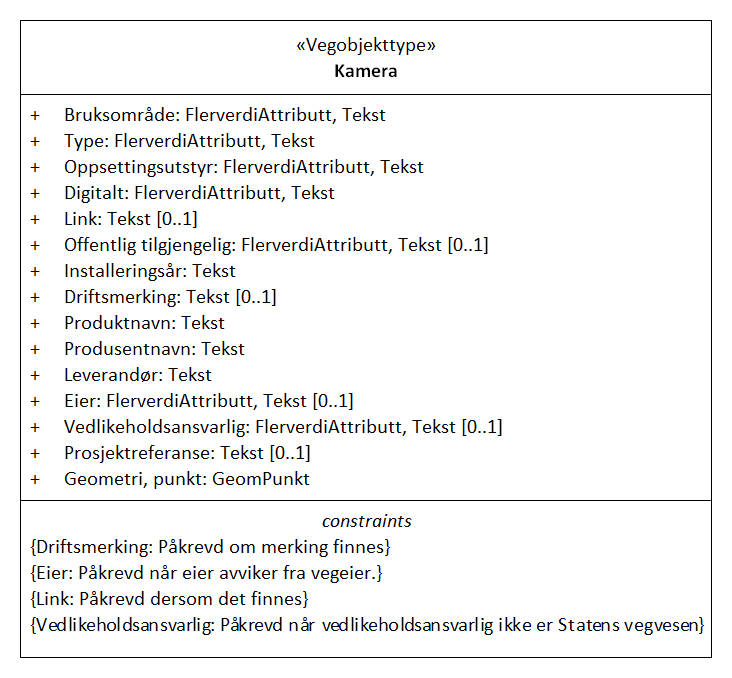 «Vegobjekttype»
Kamera
+ Bruksområde: FlerverdiAttributt, Tekst
+ Type: FlerverdiAttributt, Tekst
+ Oppsettingsutstyr: FlerverdiAttributt, Tekst
+ Digitalt: FlerverdiAttributt, Tekst
+ Link: Tekst [0..1]
+ Offentlig tilgjengelig: FlerverdiAttributt, Tekst [0..1]
+ Installeringsår: Tekst
+ Driftsmerking: Tekst [0..1]
+ Produktnavn: Tekst
+ Produsentnavn: Tekst
+ Leverandør: Tekst
+ Eier: FlerverdiAttributt, Tekst [0..1]
+ Vedlikeholdsansvarlig: FlerverdiAttributt, Tekst [0..1]
+ Prosjektreferanse: Tekst [0..1]
+ Geometri, punkt: GeomPunkt
constraints
{Driftsmerking: Påkrevd om merking finnes}
{Eier: Påkrevd når eier avviker fra vegeier.}
{Link: Påkrevd dersom det finnes}
{Vedlikeholdsansvarlig: Påkrevd når vedlikeholdsansvarlig ikke er Statens vegvesen}